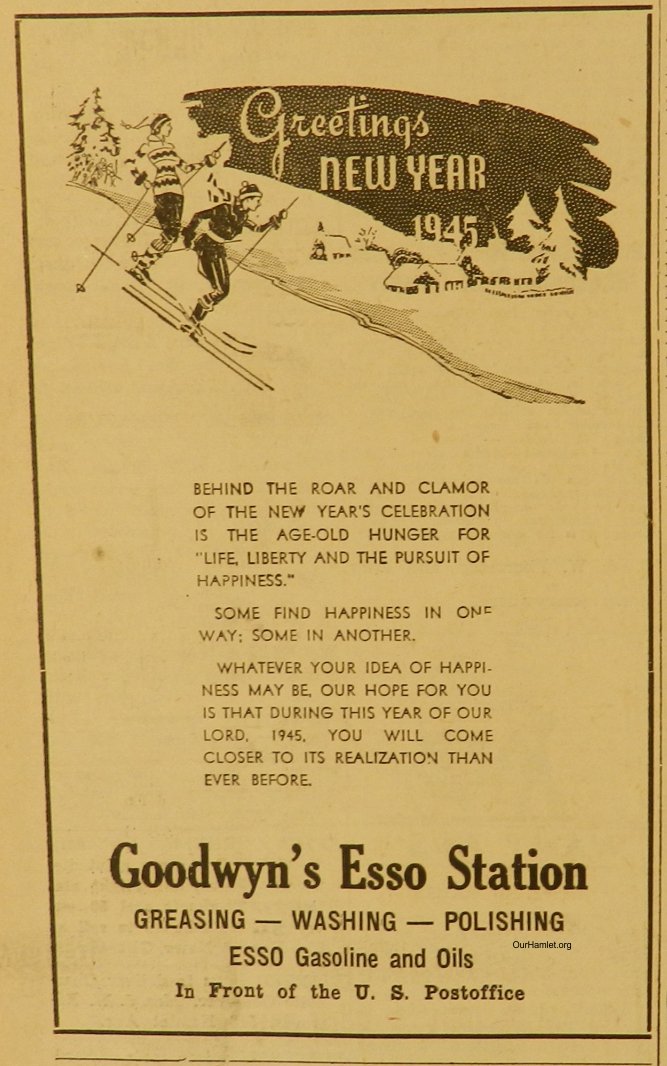 Greetings
NEW YEAR
1945
BEHIND THE ROAR AND CLAMOR
OF THE NEW YEAR'S CELEBRATION
IS THE AGE-OLD HUNGER FOR
"LIFE, LIBERTY AND THE PURSUIT OF
HAPPINESS."
SOME FIND HAPPINESS IN ONE
WAY; SOME IN ANOTHER.
WHATEVER YOUR IDEA OF HAPPI-
NESS MAY BE, OUR HOPE FOR YOU
IS THAT DURING THIS YEAR OF OUR
LORD, 1945, YOU WILL COME
CLOSER TO ITS REALIZATION THAN
EVER BEFORE.
Goodwyn's Esso Station
GREASING — WASHING — POLISHING
OurHamlet.org
ESSO Gasoline and Oils
In Front of the U. S. Postoffice